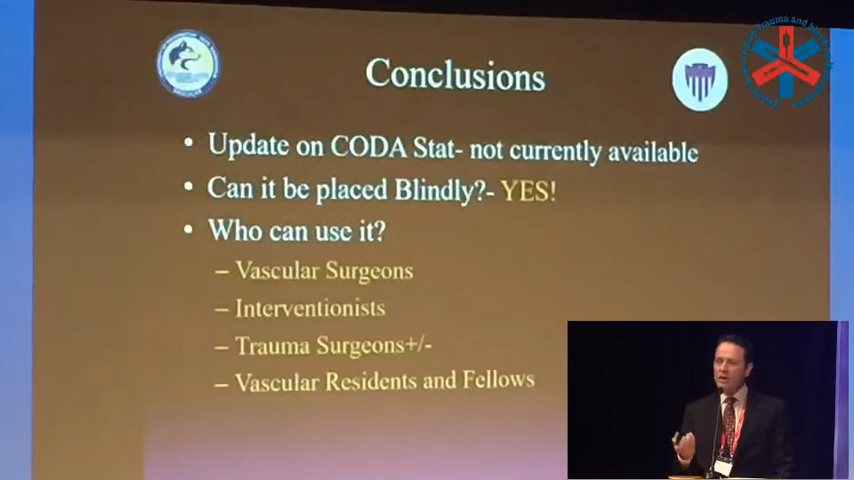 Conclusions
• Update on CODA Stat- not currently available
• Can it be placed Blindly?- YES!
• Who can use it?
– Vascular Surgeons
– Interventionists
– Trauma Surgeons+/-
– Vascular Residents and Fellows